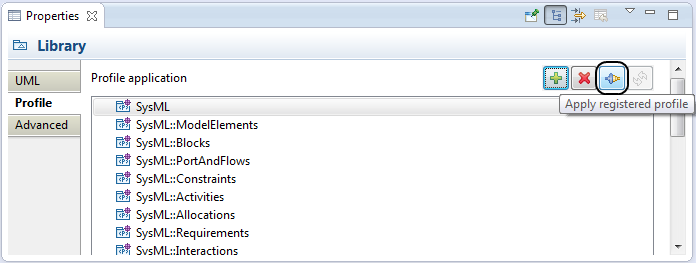 Properties
Library
UML
Profile
Advanced
Profile application
Apply registered profile
SysML
SysML::ModelElements
SysML::Blocks
SysML::PortAndFlows
SysML::Constraints
SysML::Activities
SysML::Allocations
SysML::Requirements
SysML::Interactions